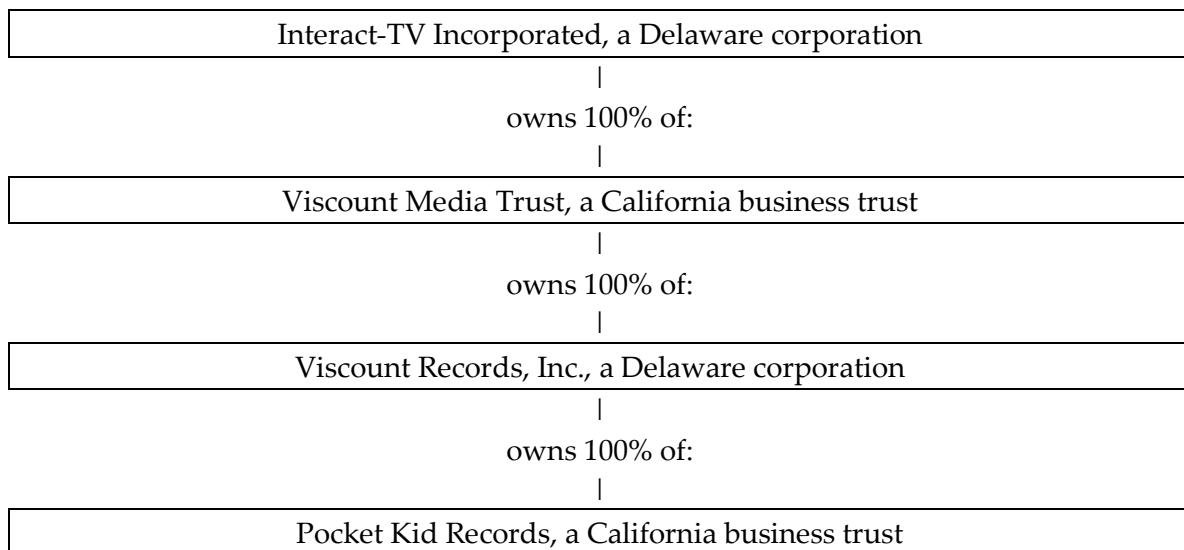 Interact-TV Incorporated, a Delaware corporation
|
owns 100% of:
|
Viscount Media Trust, a California business trust
|
owns 100% of:
|
Viscount Records, Inc., a Delaware corporation
|
owns 100% of:
|
Pocket Kid Records, a California business trust